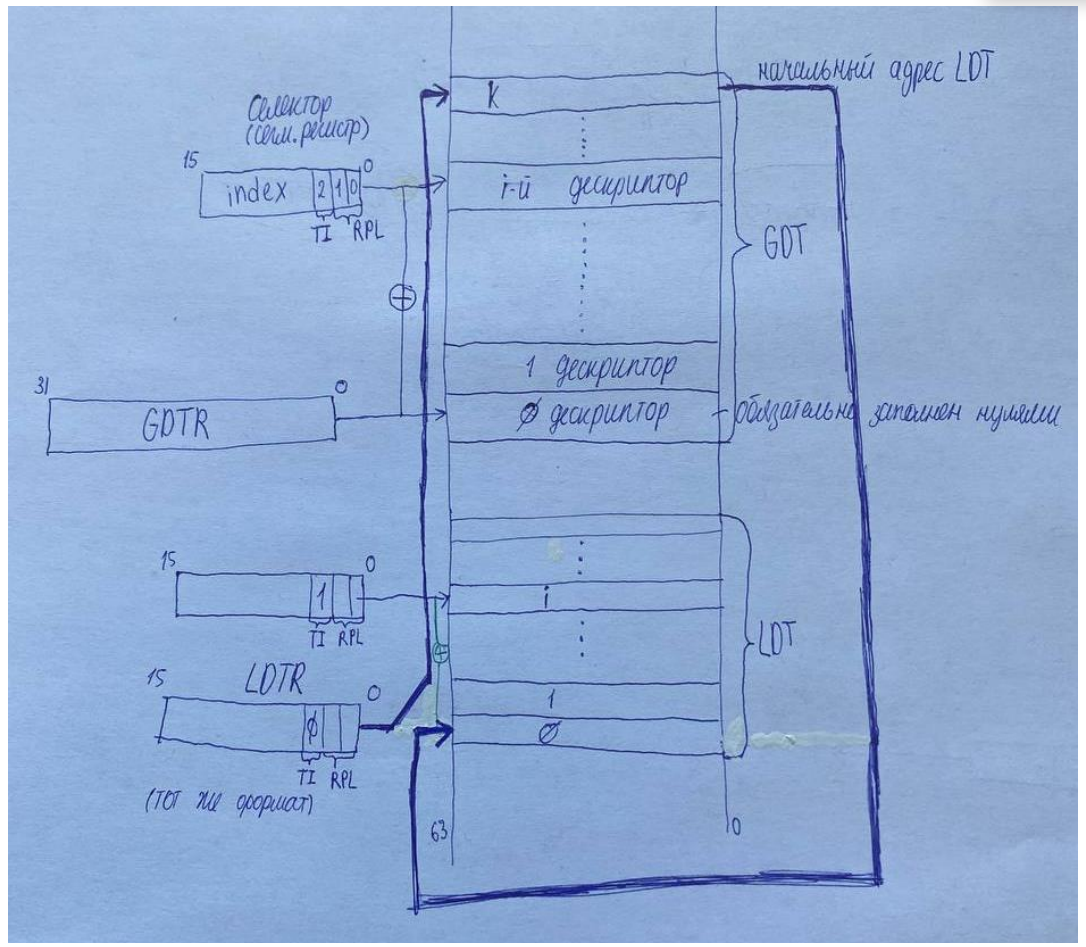 начальный адрес LDT
k
Селектор
(сегм. регистр)
15 0
index 2 1 0
TI RPL
i-й дескриптор
GDT
1 дескриптор
31 0
GDTR
∅ дескриптор
обязательно заполнен нулями
15 0
1
TI RPL
i
LDT
LDTR
15 0
∅
TI RPL
(тот же формат)
1
∅
63 0